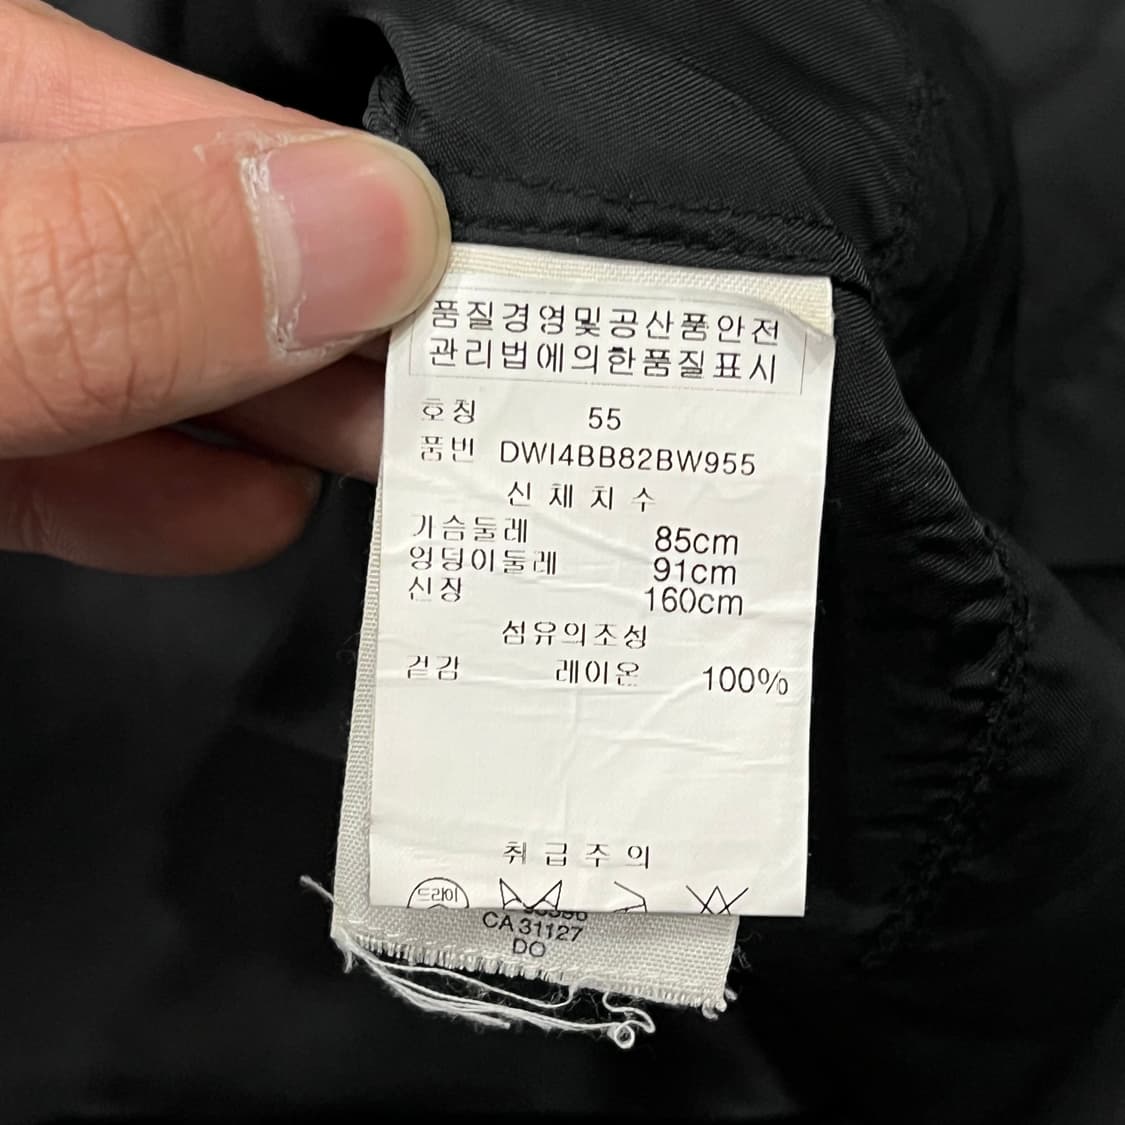 품질경영및공산품안전
관리법에의한품질표시
호칭 55
품번 DWI4BB82BW955
신체치수
가슴둘레 85cm
엉덩이둘레 91cm
신장 160cm
섬유의조성
겉감 레이온 100%
취급주의
드라이
CA 31127
DO